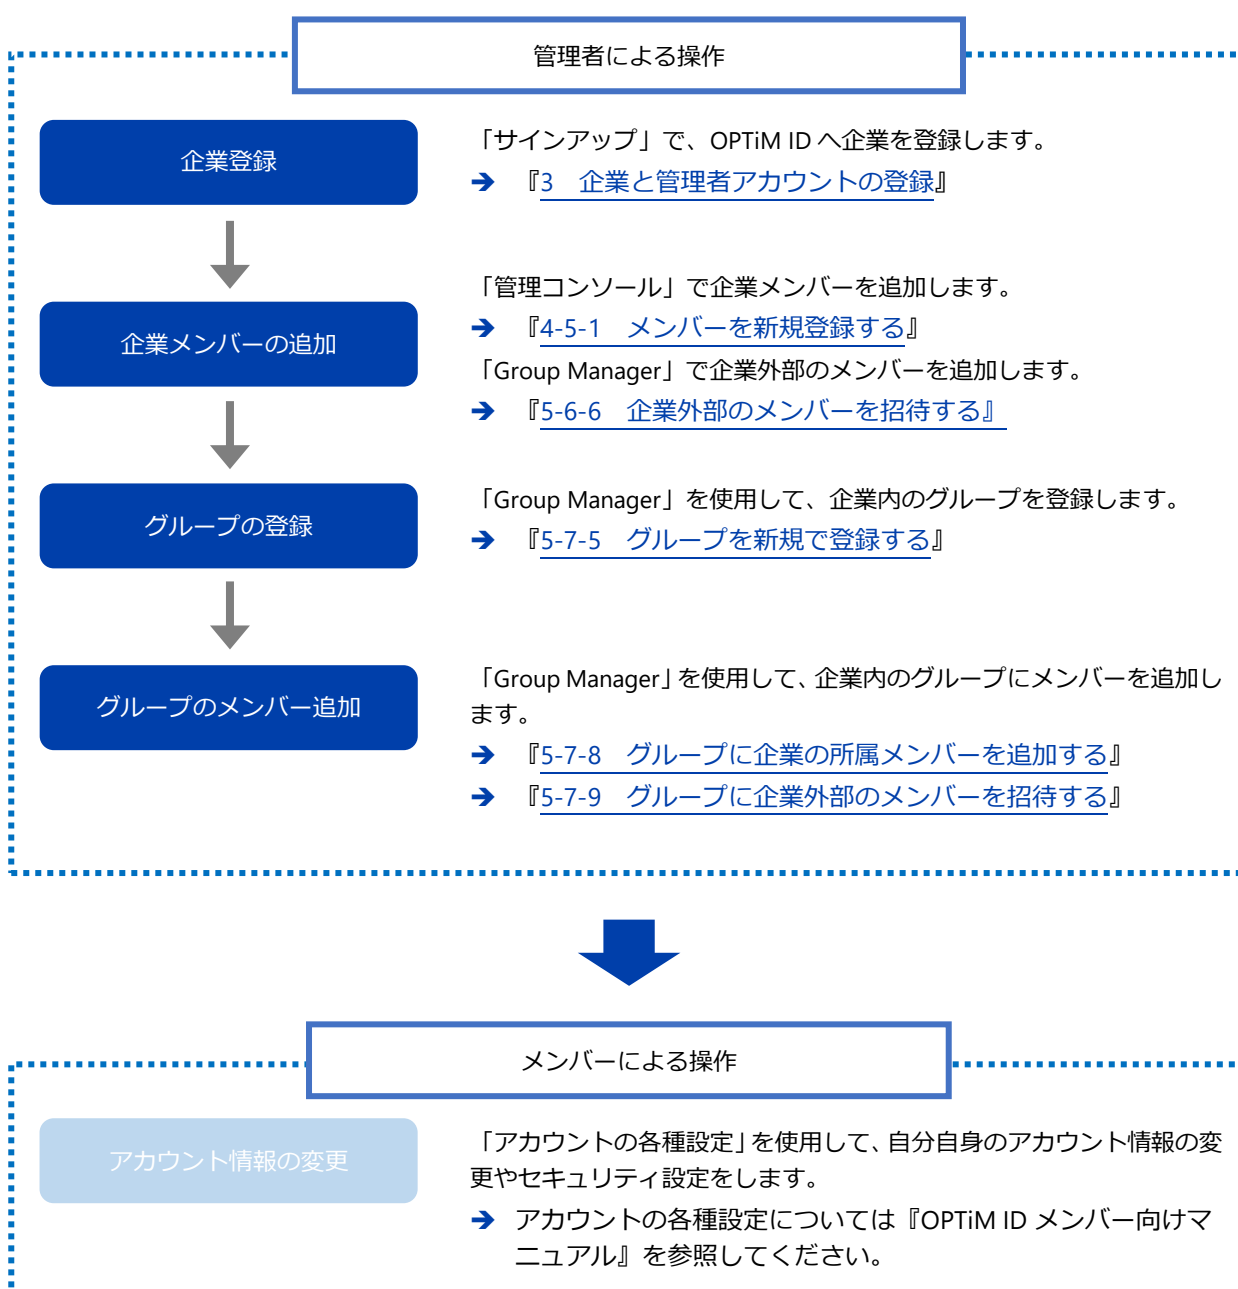 管理者による操作
企業登録
「サインアップ」で、OPTiM ID へ企業を登録します。
➔ 『3　企業と管理者アカウントの登録』
企業メンバーの追加
「管理コンソール」で企業メンバーを追加します。
➔ 『4-5-1　メンバーを新規登録する』
「Group Manager」で企業外部のメンバーを追加します。
➔ 『5-6-6　企業外部のメンバーを招待する』
グループの登録
「Group Manager」を使用して、企業内のグループを登録します。
➔ 『5-7-5　グループを新規で登録する』
グループのメンバー追加
「Group Manager」を使用して、企業内のグループにメンバーを追加し
ます。
➔ 『5-7-8　グループに企業の所属メンバーを追加する』
➔ 『5-7-9　グループに企業外部のメンバーを招待する』
メンバーによる操作
アカウント情報の変更
「アカウントの各種設定」を使用して、自分自身のアカウント情報の変
更やセキュリティ設定をします。
➔ アカウントの各種設定については『OPTiM ID メンバー向けマ
ニュアル』を参照してください。